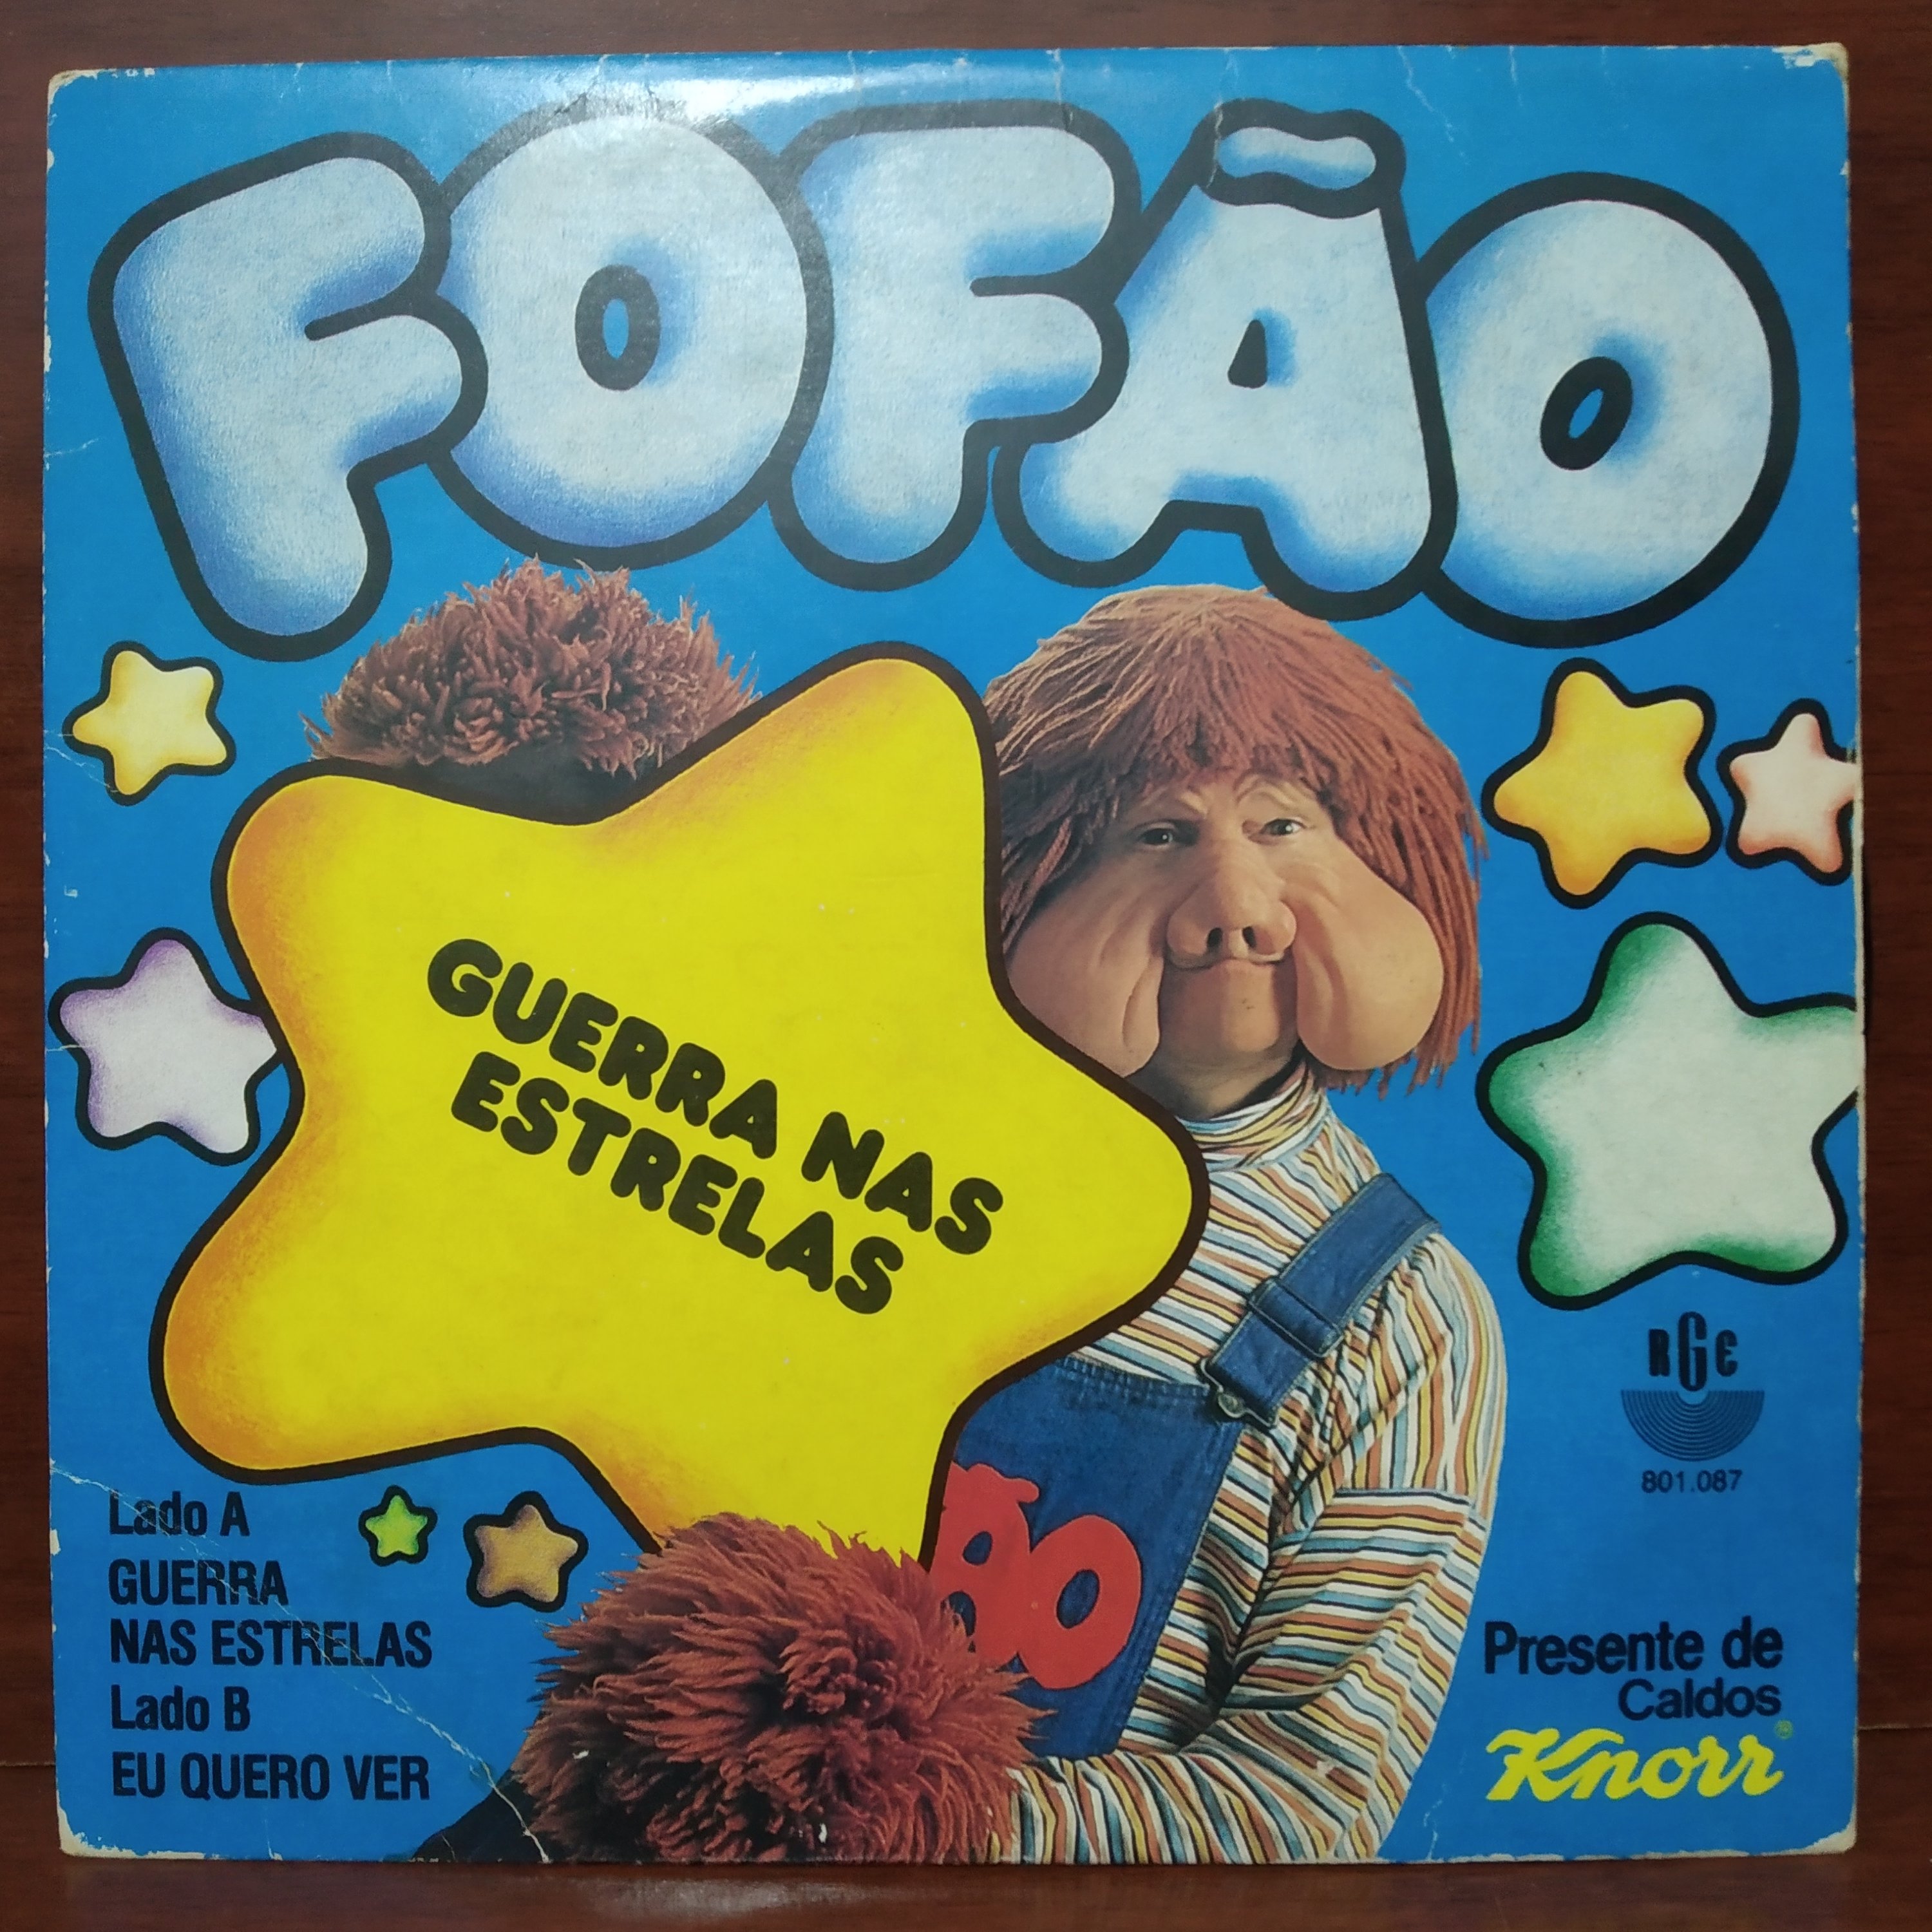 FOFÃO
GUERRA NAS
ESTRELAS
ÃO
RGE
801.087
Lado A
GUERRA
NAS ESTRELAS
Lado B
EU QUERO VER
Presente de
Caldos
Knorr®